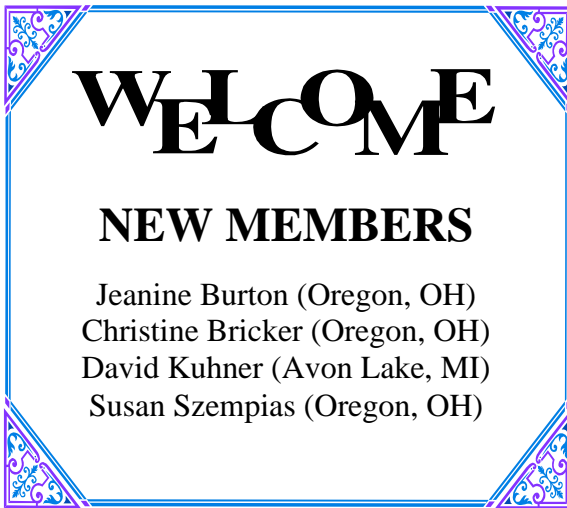 WELCOME
NEW MEMBERS
Jeanine Burton (Oregon, OH)
Christine Bricker (Oregon, OH)
David Kuhner (Avon Lake, MI)
Susan Szempias (Oregon, OH)